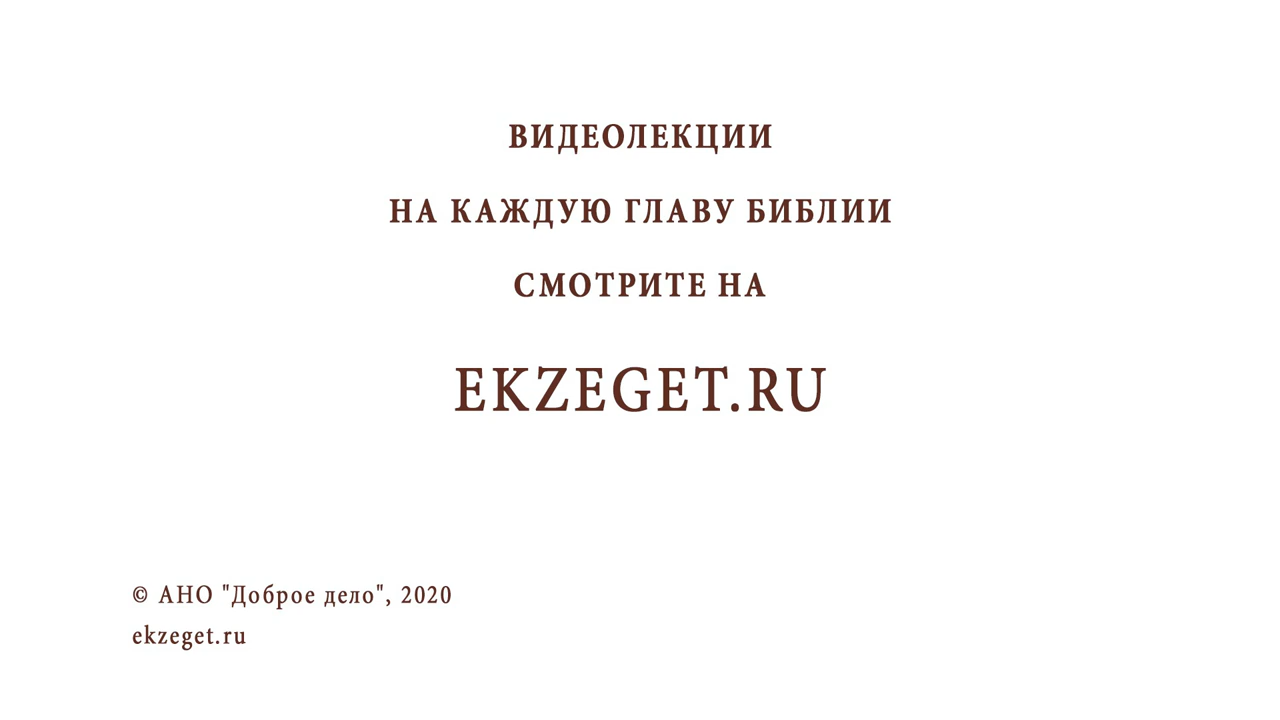 ВИДЕОЛЕКЦИИ
НА КАЖДУЮ ГЛАВУ БИБЛИИ
СМОТРИТЕ НА
EKZEGET.RU
© АНО "Доброе дело", 2020
ekzeget.ru